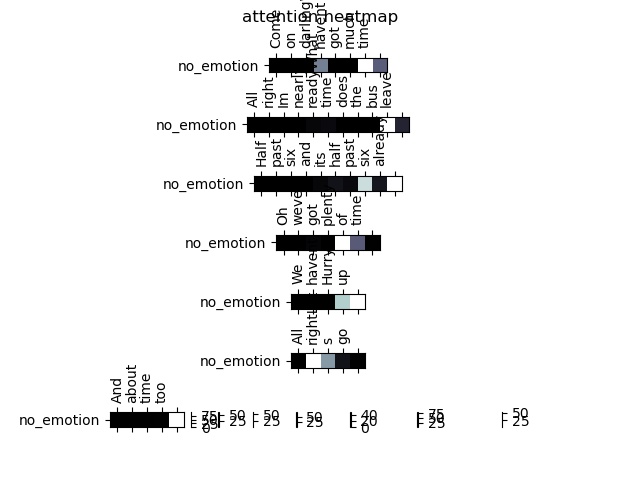 attention heatmap
no_emotion
Come on darling What havent got much time
no_emotion
All right Im nearly ready time does the bus leave
no_emotion
Half past six and its half past six already
no_emotion
Oh weve got plenty of time
no_emotion
We havent Hurry up
no_emotion
All right s go
no_emotion
And about time too
75 50 50 50 40 75 50
50 25 25 25 25 20 50 25 25
0 0